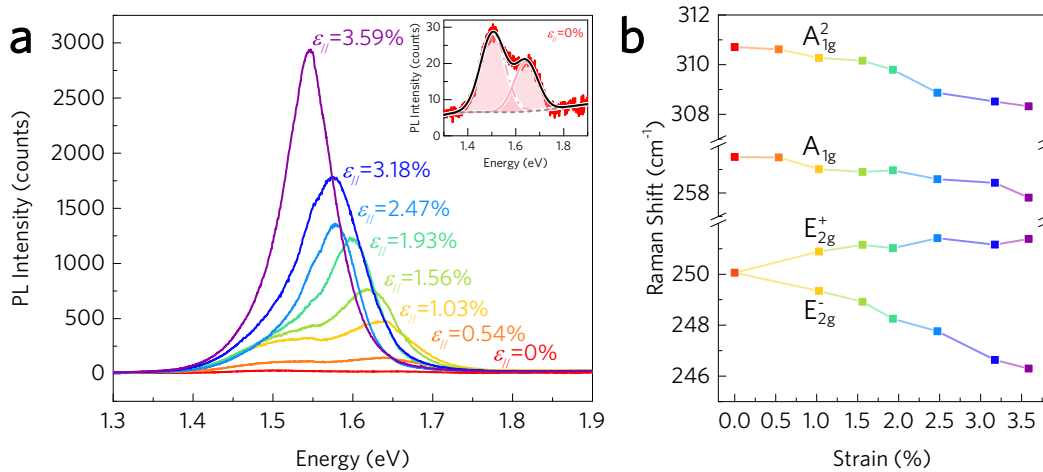 a
PL Intensity (counts)
3000
2500
2000
1500
1000
500
0
1.3 1.4 1.5 1.6 1.7 1.8 1.9
Energy (eV)
ε//=3.59%
ε//=3.18%
ε//=2.47%
ε//=1.93%
ε//=1.56%
ε//=1.03%
ε//=0.54%
ε//=0%
PL Intensity (counts)
30
20
10
0
1.4 1.6 1.8
Energy (eV)
ε//=0%
b
Raman Shift (cm⁻¹)
310
308
258
250
248
246
A²₁g
A₁g
E⁺₂g
E⁻₂g
0.0 0.5 1.0 1.5 2.0 2.5 3.0 3.5
Strain (%)